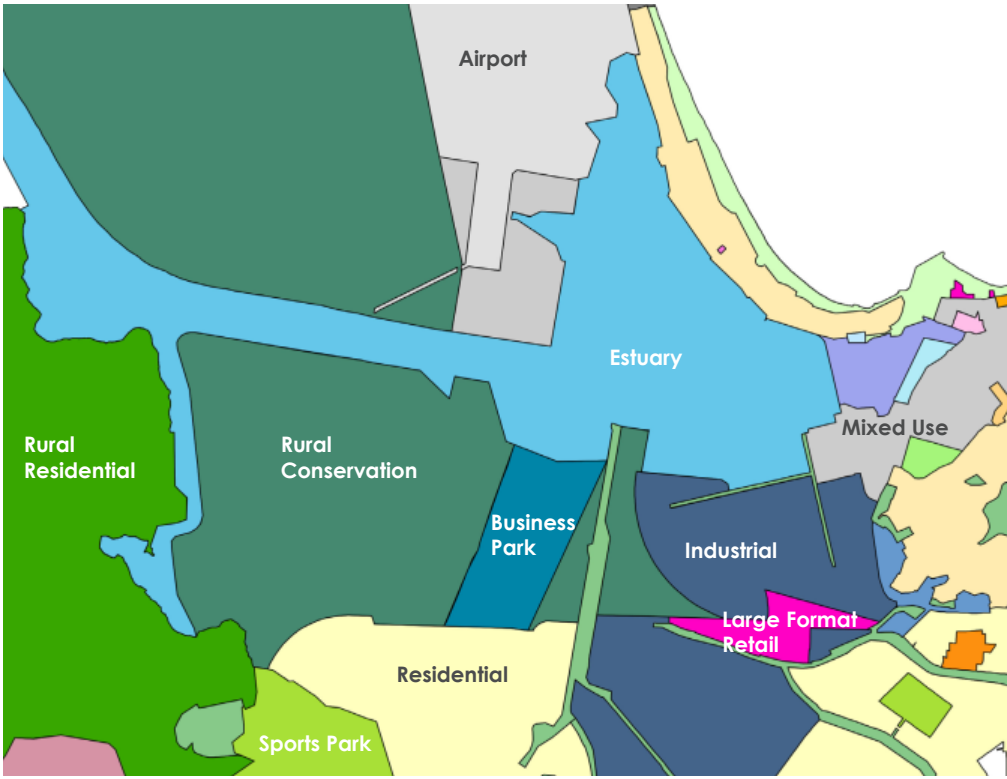 Airport
Estuary
Mixed Use
Rural
Residential
Rural
Conservation
Business
Park
Industrial
Large Format
Retail
Residential
Sports Park